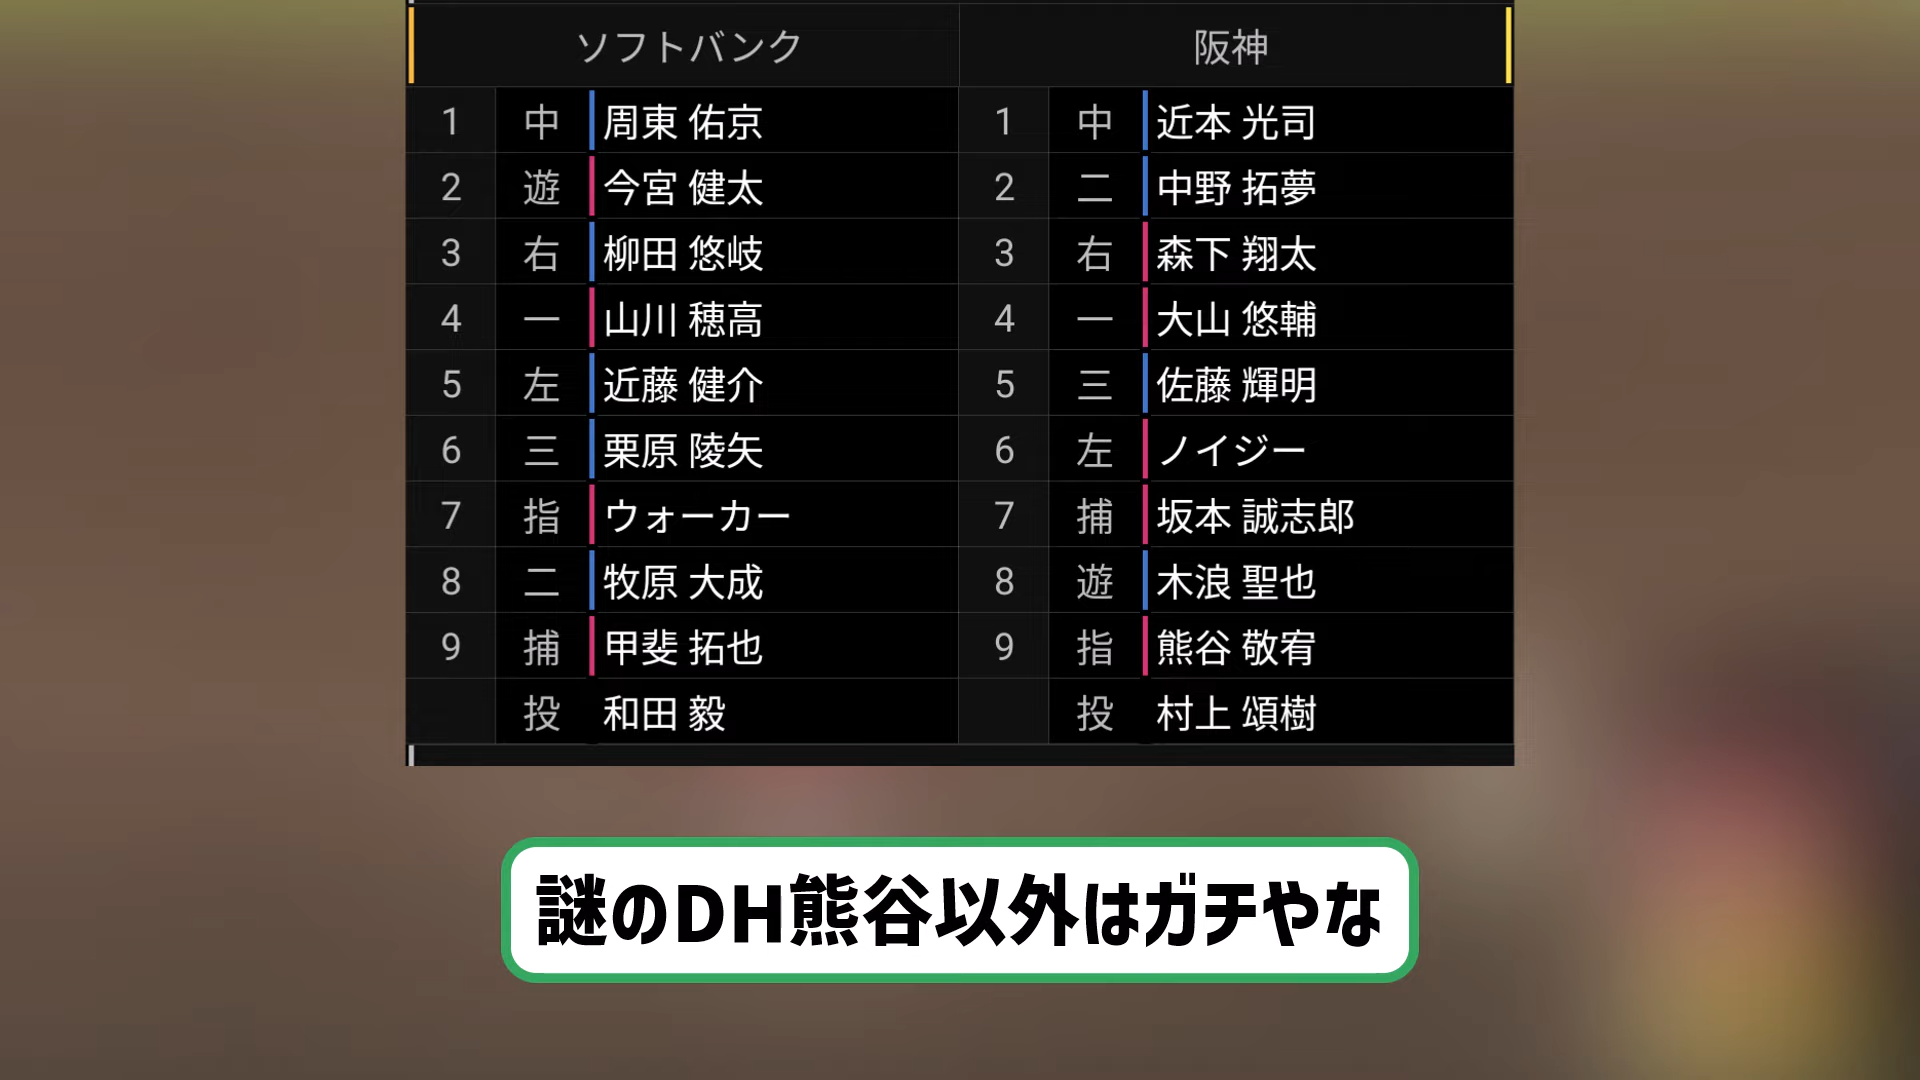 ソフトバンク 阪神
1 中 周東 佑京 1 中 近本 光司
2 遊 今宮 健太 2 二 中野 拓夢
3 右 柳田 悠岐 3 右 森下 翔太
4 一 山川 穂高 4 一 大山 悠輔
5 左 近藤 健介 5 三 佐藤 輝明
6 三 栗原 陵矢 6 左 ノイジー
7 指 ウォーカー 7 捕 坂本 誠志郎
8 二 牧原 大成 8 遊 木浪 聖也
9 捕 甲斐 拓也 9 指 熊谷 敬宥
投 和田 毅 投 村上 頌樹
謎のDH熊谷以外はガチやな